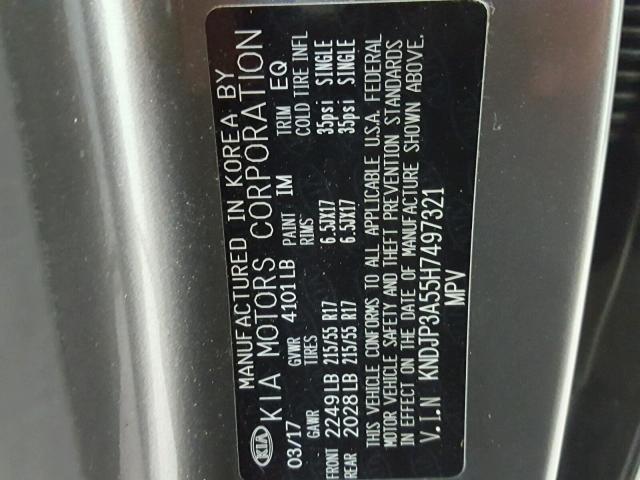 MANUFACTURED IN KOREA BY
KIA KIA MOTORS CORPORATION
03/17 GVWR 4101LB PAINT 1M TRIM EQ
GAWR TIRES RIMS COLD TIRE INFL
FRONT 2249LB 215/55 R17 6.5JX17 35psi SINGLE
REAR 2028LB 215/55 R17 6.5JX17 35psi SINGLE
THIS VEHICLE CONFORMS TO ALL APPLICABLE U.S.A. FEDERAL
MOTOR VEHICLE SAFETY AND THEFT PREVENTION STANDARDS
IN EFFECT ON THE DATE OF MANUFACTURE SHOWN ABOVE.
V.I.N KNDJP3A55H7497321
MPV